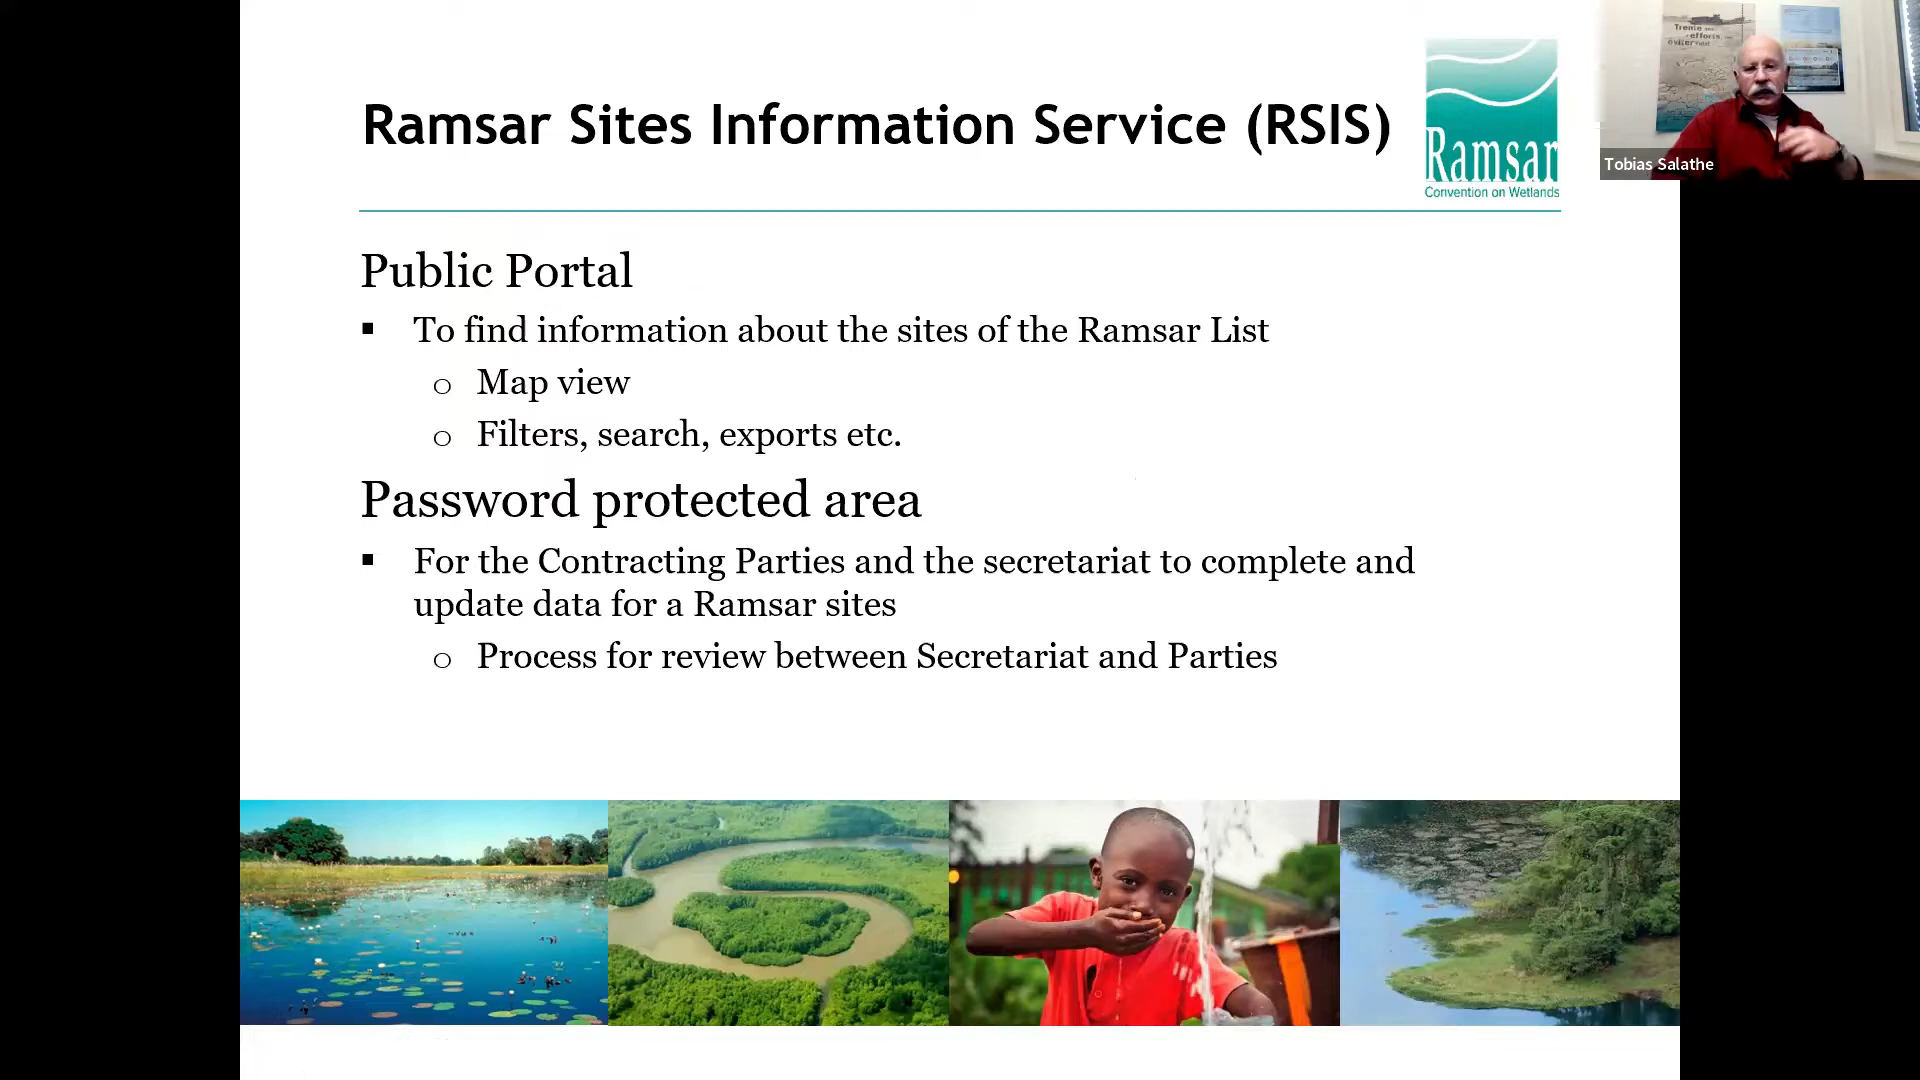 Ramsar Sites Information Service (RSIS)
Ramsar
Convention on Wetlands
Trente
efforts
Tobias Salathe
Public Portal
▪ To find information about the sites of the Ramsar List
o Map view
o Filters, search, exports etc.
Password protected area
▪ For the Contracting Parties and the secretariat to complete and
update data for a Ramsar sites
o Process for review between Secretariat and Parties